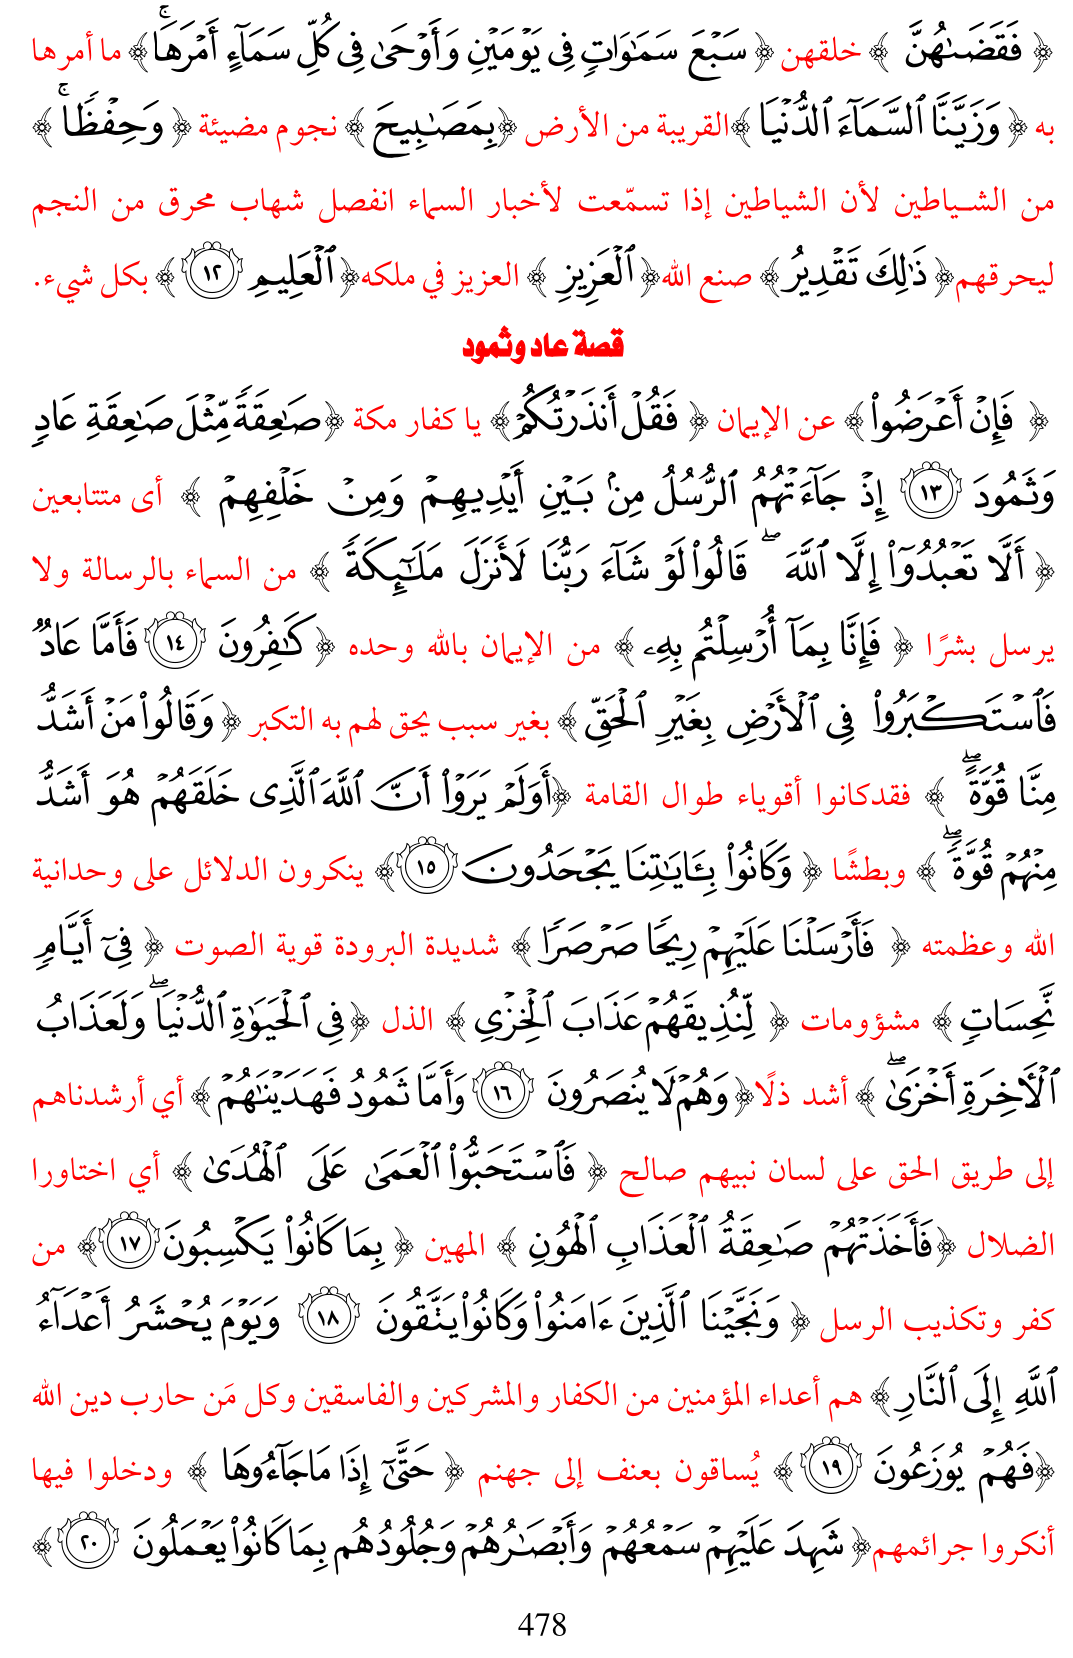 ﴿ فَقَضَىٰهُنَّ ﴾ خلقهن ﴿ سَبْعَ سَمَٰوَاتٍ فِى يَوْمَيْنِ وَأَوْحَىٰ فِى كُلِّ سَمَآءٍ أَمْرَهَا ۚ﴾ ما أمرها
به ﴿ وَزَيَّنَّا ٱلسَّمَآءَ ٱلدُّنْيَا ﴾القريبة من الأرض ﴿بِمَصَٰبِيحَ ﴾ نجوم مضيئة ﴿ وَحِفْظًا ۚ ﴾
من الشياطين لأن الشياطين إذا تسمّعت لأخبار السماء انفصل شهاب محرق من النجم
ليحرقهم﴿ ذَٰلِكَ تَقْدِيرُ ﴾ صنع الله﴿ ٱلْعَزِيزِ ﴾ العزيز في ملكه﴿ ٱلْعَلِيمِ ١٢ ﴾ بكل شيء.
قصة عاد وثمود
﴿ فَإِنْ أَعْرَضُوا۟ ﴾ عن الإيمان ﴿ فَقُلْ أَنذَرْتُكُمْ ﴾ يا كفار مكة ﴿ صَٰعِقَةً مِّثْلَ صَٰعِقَةِ عَادٍ
وَثَمُودَ ١٣ إِذْ جَآءَتْهُمُ ٱلرُّسُلُ مِنۢ بَيْنِ أَيْدِيهِمْ وَمِنْ خَلْفِهِمْ ﴾ أى متتابعين
﴿ أَلَّا تَعْبُدُوٓا۟ إِلَّا ٱللَّهَ ۖ قَالُوا۟ لَوْ شَآءَ رَبُّنَا لَأَنزَلَ مَلَٰٓئِكَةً ﴾ من السماء بالرسالة ولا
يرسل بشرًا ﴿ فَإِنَّا بِمَآ أُرْسِلْتُم بِهِۦ ﴾ من الإيمان بالله وحده ﴿ كَٰفِرُونَ ١٤ فَأَمَّا عَادٌ
فَٱسْتَكْبَرُوا۟ فِى ٱلْأَرْضِ بِغَيْرِ ٱلْحَقِّ ﴾ بغير سبب يحق لهم به التكبر ﴿ وَقَالُوا۟ مَنْ أَشَدُّ
مِنَّا قُوَّةً ۖ ﴾ فقدكانوا أقوياء طوال القامة ﴿أَوَلَمْ يَرَوْا۟ أَنَّ ٱللَّهَ ٱلَّذِى خَلَقَهُمْ هُوَ أَشَدُّ
مِنْهُمْ قُوَّةً ۖ ﴾ وبطشًا ﴿ وَكَانُوا۟ بِـَٔايَٰتِنَا يَجْحَدُونَ ١٥ ﴾ ينكرون الدلائل على وحدانية
الله وعظمته ﴿ فَأَرْسَلْنَا عَلَيْهِمْ رِيحًا صَرْصَرًا ﴾ شديدة البرودة قوية الصوت ﴿ فِىٓ أَيَّامٍ
نَّحِسَاتٍ ﴾ مشؤومات ﴿ لِّنُذِيقَهُمْ عَذَابَ ٱلْخِزْىِ ﴾ الذل ﴿ فِى ٱلْحَيَوٰةِ ٱلدُّنْيَا ۖ وَلَعَذَابُ
ٱلْءَاخِرَةِ أَخْزَىٰ ۖ ﴾ أشد ذلًا﴿ وَهُمْ لَا يُنصَرُونَ ١٦ وَأَمَّا ثَمُودُ فَهَدَيْنَٰهُمْ ﴾ أي أرشدناهم
إلى طريق الحق على لسان نبيهم صالح ﴿ فَٱسْتَحَبُّوا۟ ٱلْعَمَىٰ عَلَى ٱلْهُدَىٰ ﴾ أي اختاورا
الضلال ﴿ فَأَخَذَتْهُمْ صَٰعِقَةُ ٱلْعَذَابِ ٱلْهُونِ ﴾ المهين ﴿ بِمَا كَانُوا۟ يَكْسِبُونَ ١٧ ﴾ من
كفر وتكذيب الرسل ﴿ وَنَجَّيْنَا ٱلَّذِينَ ءَامَنُوا۟ وَكَانُوا۟ يَتَّقُونَ ١٨ وَيَوْمَ يُحْشَرُ أَعْدَآءُ
ٱللَّهِ إِلَى ٱلنَّارِ ﴾ هم أعداء المؤمنين من الكفار والمشركين والفاسقين وكل مَن حارب دين الله
﴿فَهُمْ يُوزَعُونَ ١٩ ﴾ يُساقون بعنف إلى جهنم ﴿ حَتَّىٰٓ إِذَا مَا جَآءُوهَا ﴾ ودخلوا فيها
أنكروا جرائمهم﴿ شَهِدَ عَلَيْهِمْ سَمْعُهُمْ وَأَبْصَٰرُهُمْ وَجُلُودُهُم بِمَا كَانُوا۟ يَعْمَلُونَ ٢٠ ﴾
478